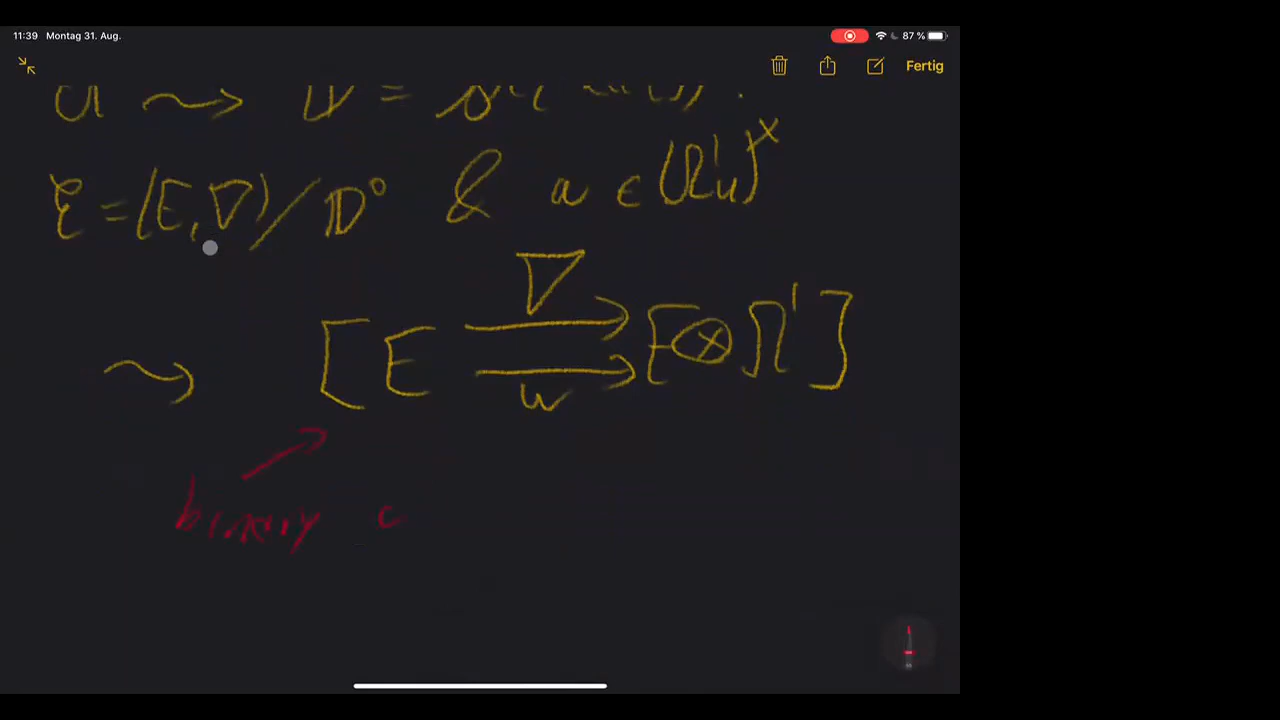 11:39 Montag 31. Aug. 87 %
Fertig
ℰ = (E, ∇) / D° & w ∈ (Ω¹_u)^×
∇
⇝ [E ⇉ E ⊗ Ω¹]
w
binary c